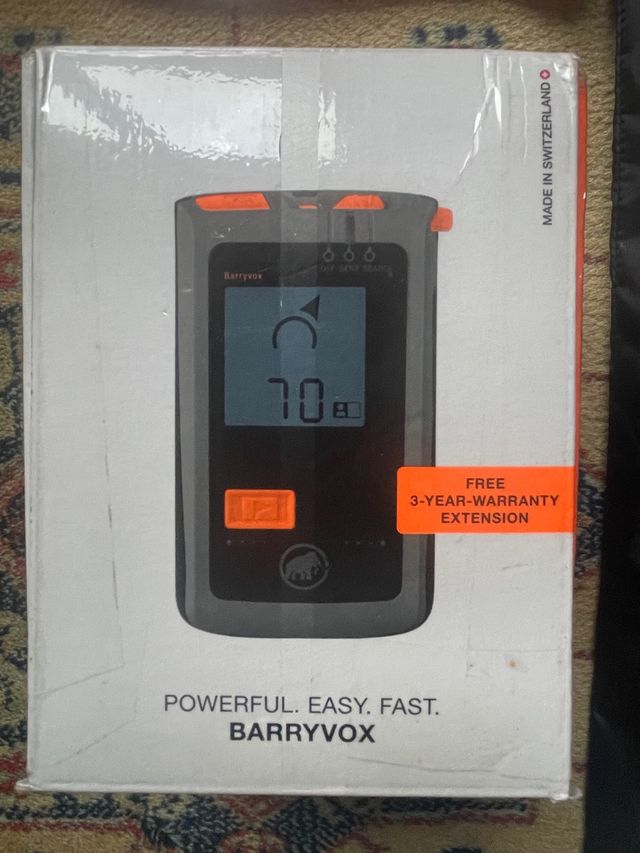 MADE IN SWITZERLAND
Barryvox
OFF SEND SEARCH
70
FREE
3-YEAR-WARRANTY
EXTENSION
POWERFUL. EASY. FAST.
BARRYVOX